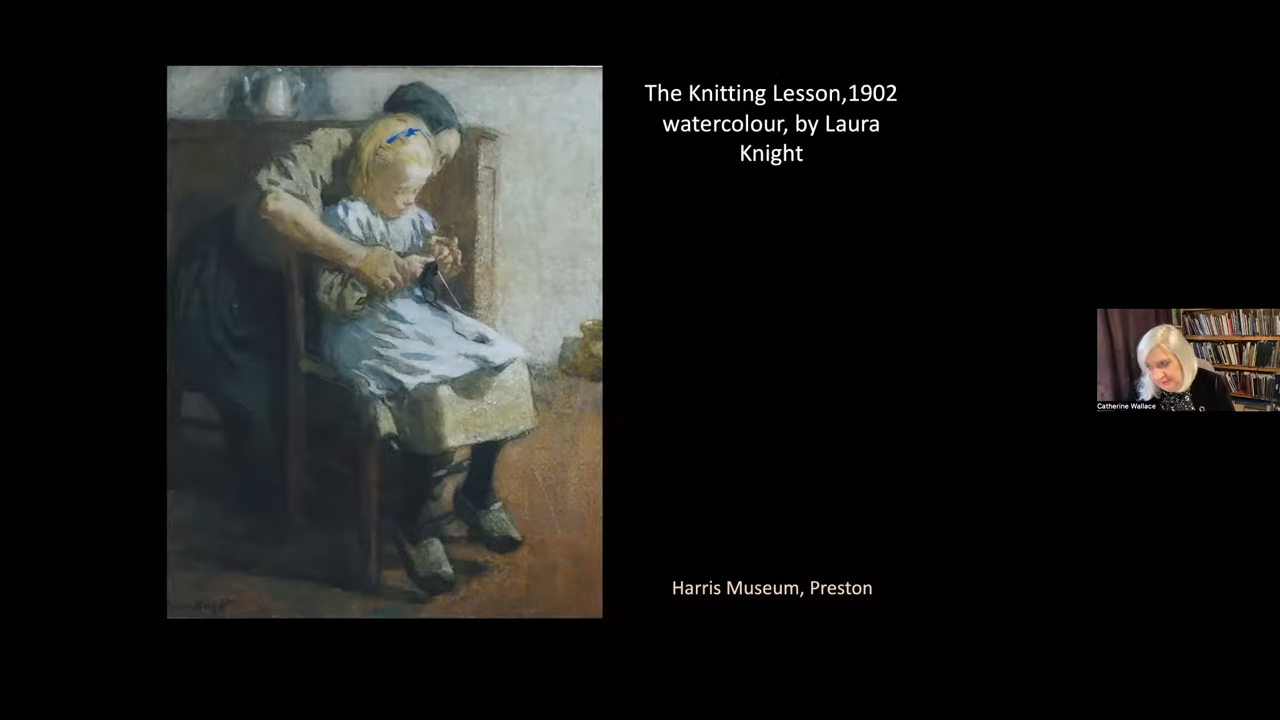 The Knitting Lesson,1902
watercolour, by Laura
Knight
Catherine Wallace
Harris Museum, Preston